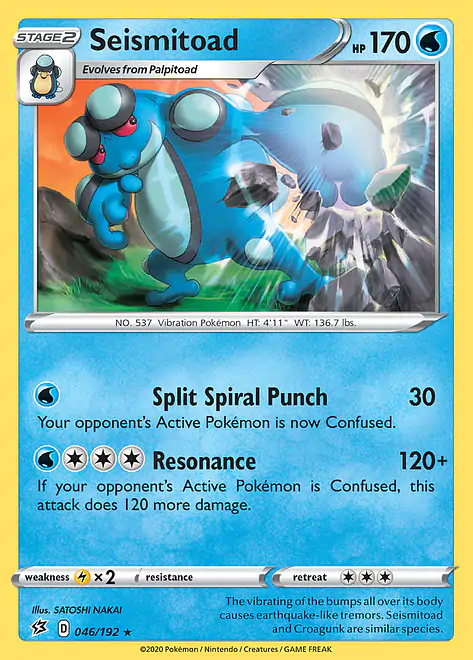 STAGE 2 Seismitoad HP 170
Evolves from Palpitoad
NO. 537 Vibration Pokémon HT: 4'11" WT: 136.7 lbs.
Split Spiral Punch 30
Your opponent's Active Pokémon is now Confused.
Resonance 120+
If your opponent's Active Pokémon is Confused, this
attack does 120 more damage.
weakness ×2 resistance retreat
Illus. SATOSHI NAKAI
The vibrating of the bumps all over its body
causes earthquake-like tremors. Seismitoad
and Croagunk are similar species.
D 046/192 ★
©2020 Pokémon / Nintendo / Creatures / GAME FREAK